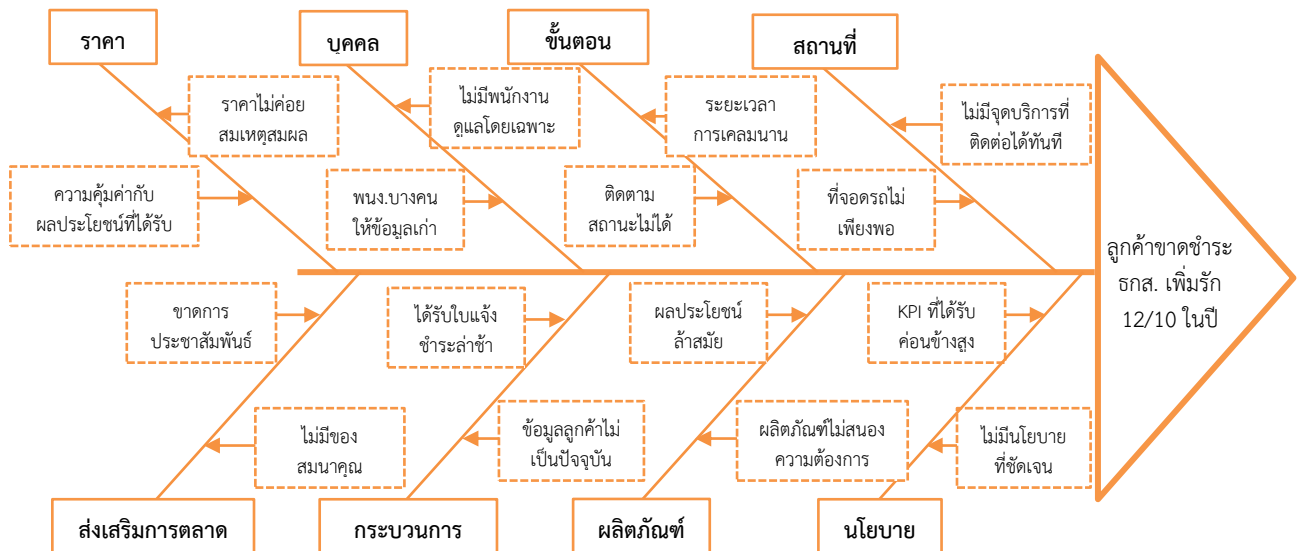 ราคา
บุคคล
ขั้นตอน
สถานที่
ราคาไม่ค่อย
สมเหตุสมผล
ไม่มีพนักงาน
ดูแลโดยเฉพาะ
ระยะเวลา
การเคลมนาน
ไม่มีจุดบริการที่
ติดต่อได้ทันที
ความคุ้มค่ากับ
ผลประโยชน์ที่ได้รับ
พนง.บางคน
ให้ข้อมูลเก่า
ติดตาม
สถานะไม่ได้
ที่จอดรถไม่
เพียงพอ
ลูกค้าขาดชำระ
ธกส. เพิ่มรัก
12/10 ในปี
ขาดการ
ประชาสัมพันธ์
ได้รับใบแจ้ง
ชำระล่าช้า
ผลประโยชน์
ล้าสมัย
KPI ที่ได้รับ
ค่อนข้างสูง
ไม่มีของ
สมนาคุณ
ข้อมูลลูกค้าไม่
เป็นปัจจุบัน
ผลิตภัณฑ์ไม่สนอง
ความต้องการ
ไม่มีนโยบาย
ที่ชัดเจน
ส่งเสริมการตลาด
กระบวนการ
ผลิตภัณฑ์
นโยบาย